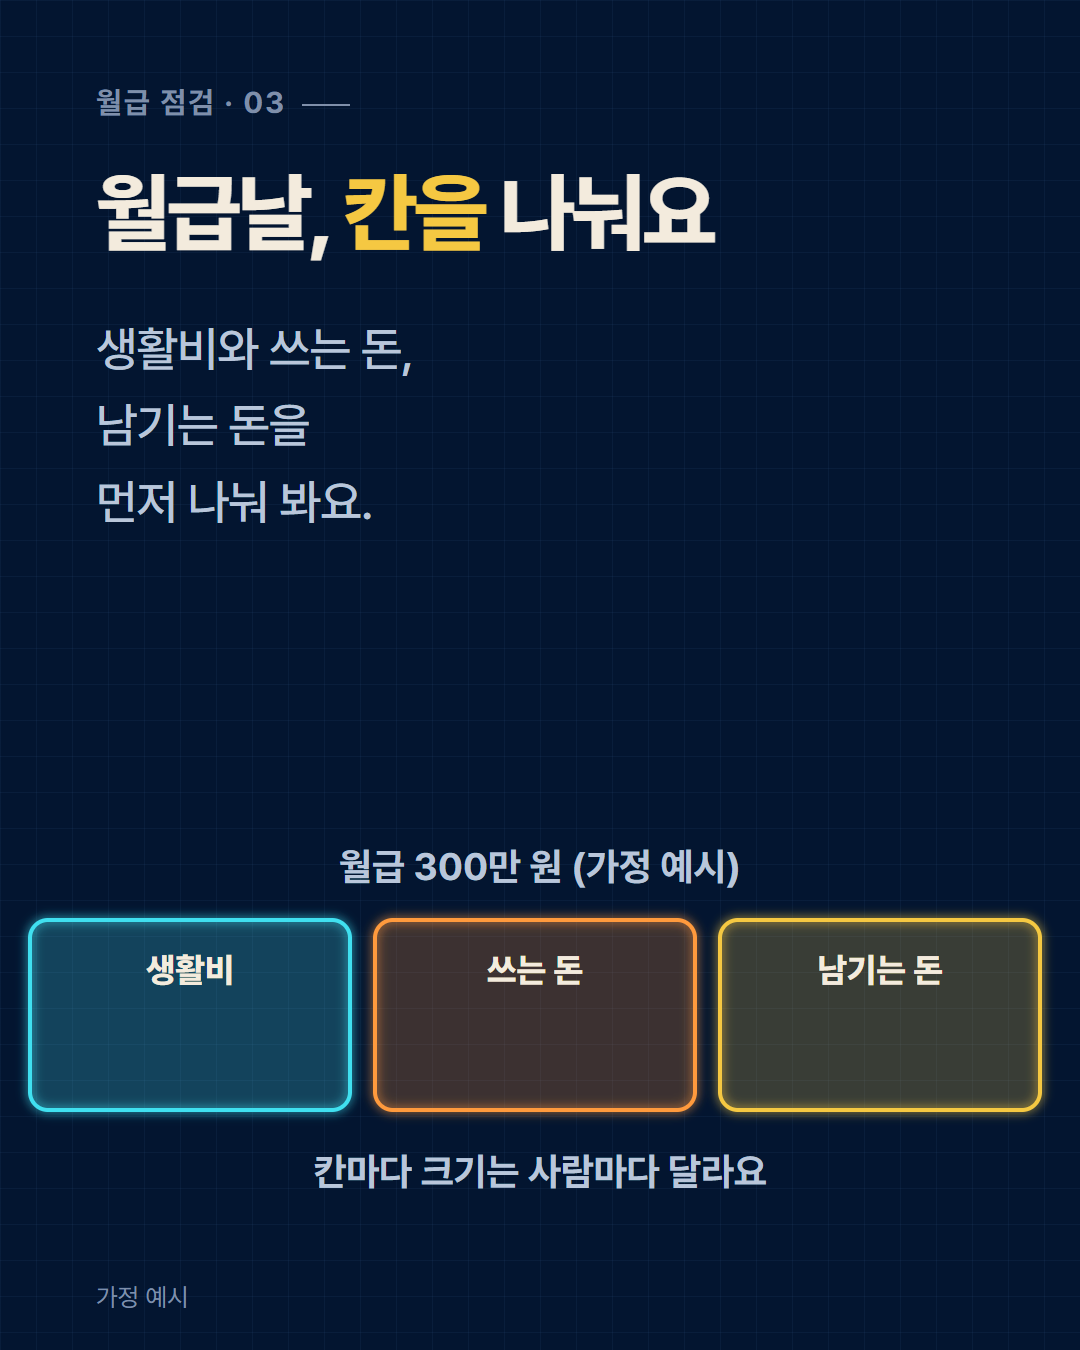 월급 점검 · 03
월급날, 칸을 나눠요
생활비와 쓰는 돈,
남기는 돈을
먼저 나눠 봐요.
월급 300만 원 (가정 예시)
생활비
쓰는 돈
남기는 돈
칸마다 크기는 사람마다 달라요
가정 예시